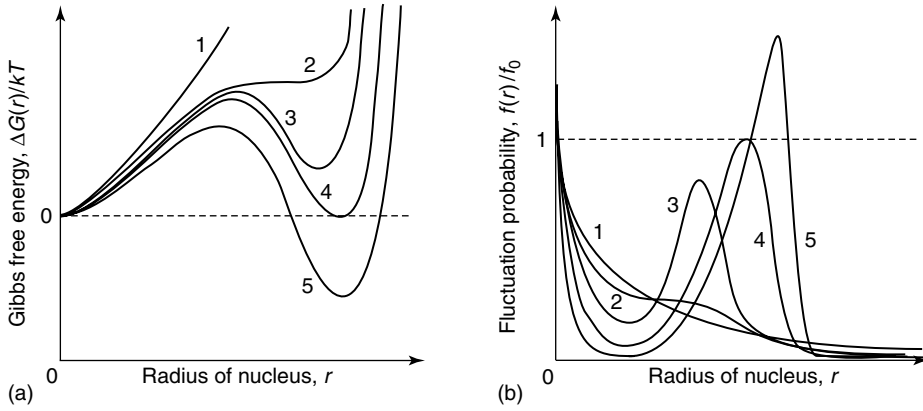 Gibbs free energy, ΔG(r)/kT
1
2
3
4
0
5
0
Radius of nucleus, r
(a)
Fluctuation probability, f(r)/f₀
1
3
1
2
4
5
0
Radius of nucleus, r
(b)